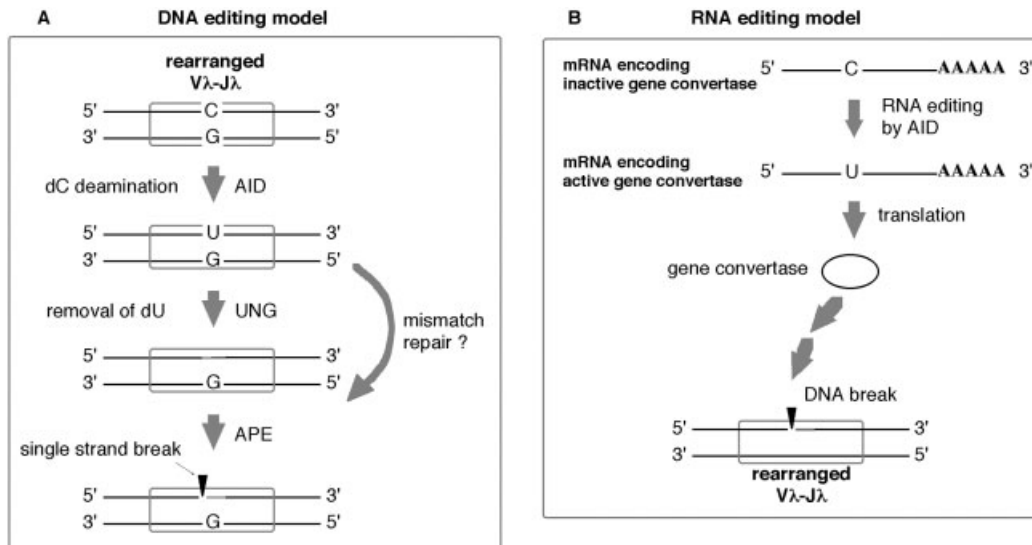 A DNA editing model
rearranged
Vλ-Jλ
5' C 3'
3' G 5'
dC deamination AID
5' U 3'
3' G 5'
removal of dU UNG
mismatch
repair ?
5' 3'
3' G 5'
APE
single strand break
5' 3'
3' G 5'
B RNA editing model
mRNA encoding
inactive gene convertase
5' C AAAAA 3'
RNA editing
by AID
mRNA encoding
active gene convertase
5' U AAAAA 3'
translation
gene convertase
DNA break
5' 3'
3' 5'
rearranged
Vλ-Jλ